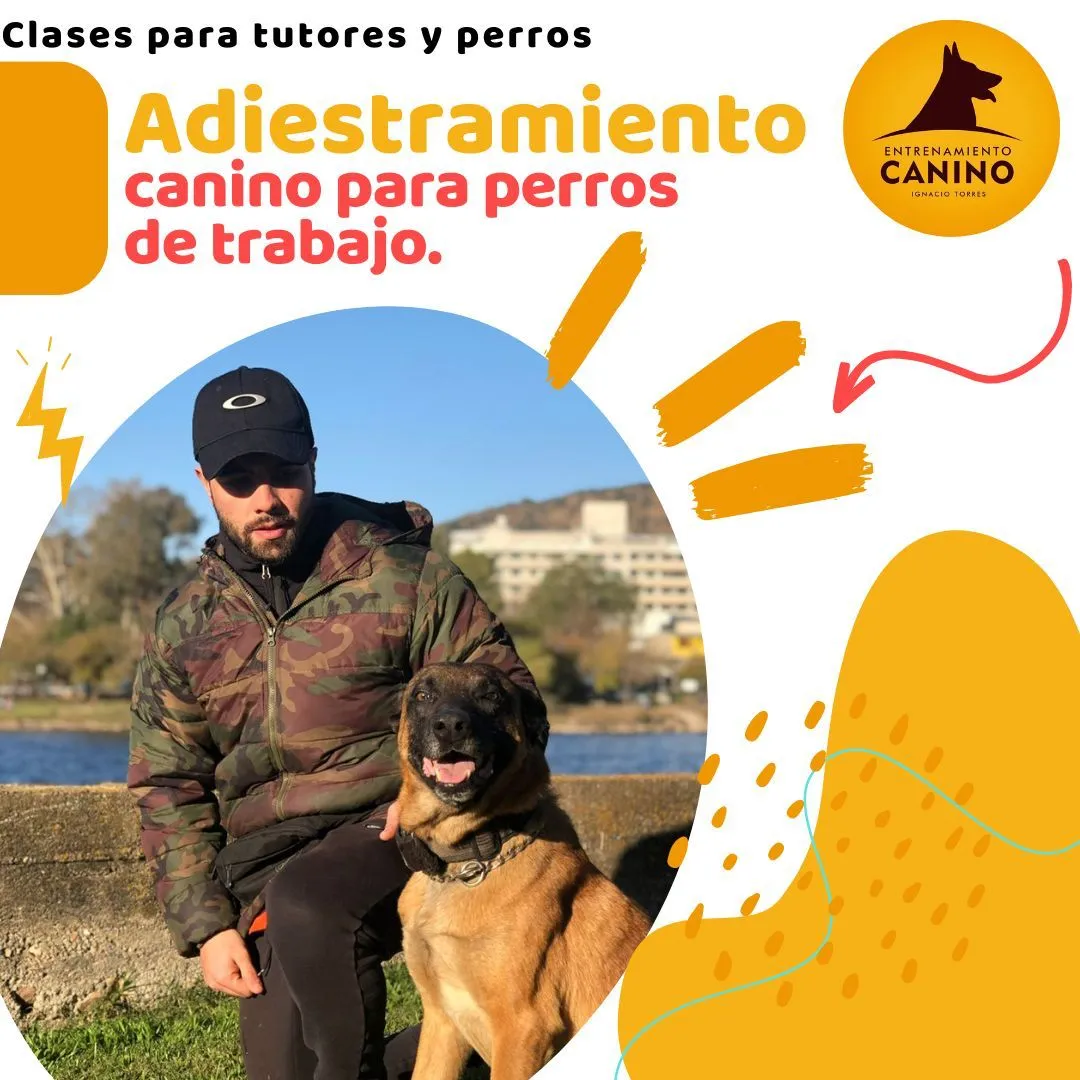 Clases para tutores y perros
Adiestramiento
canino para perros
de trabajo.
ENTRENAMIENTO
CANINO
IGNACIO TORRES